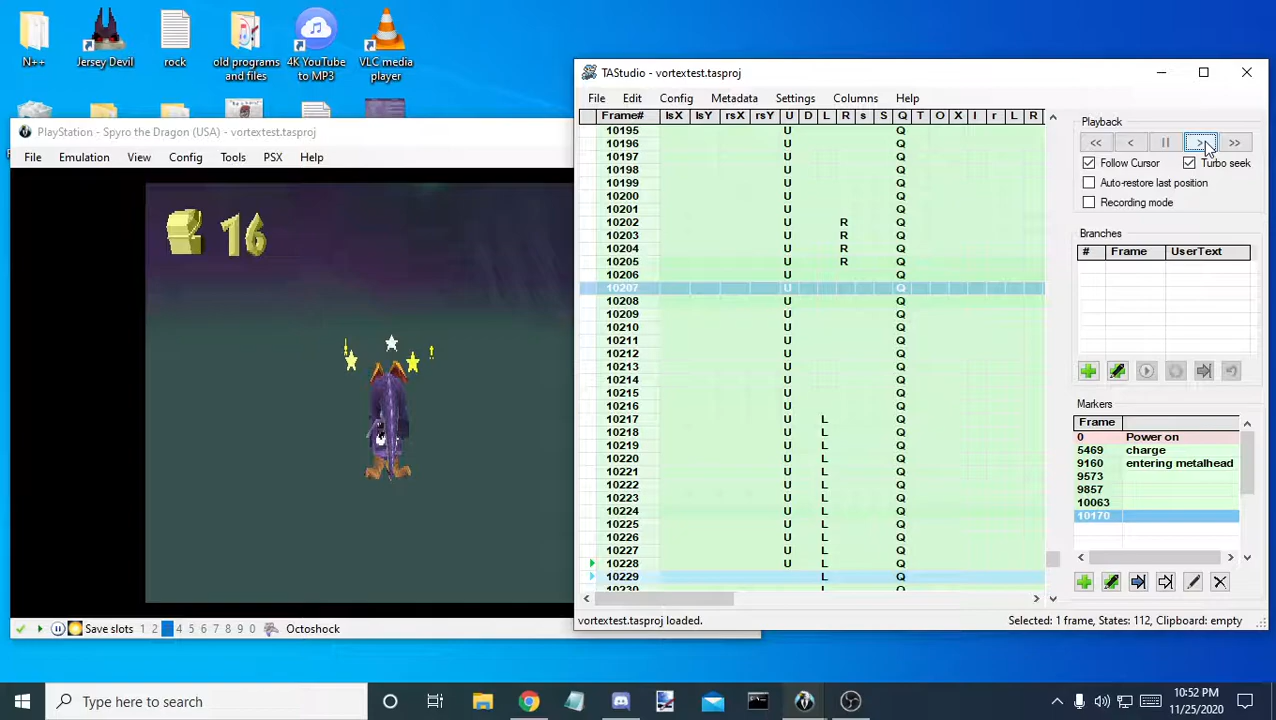 N++
Jersey Devil
rock
old programs and files
4K YouTube to MP3
VLC media player
PlayStation - Spyro the Dragon (USA) - vortextest.tasproj
File Emulation View Config Tools PSX Help
16
Save slots 1 2 4 5 6 7 8 9 0 Octoshock
TAStudio - vortextest.tasproj
File Edit Config Metadata Settings Columns Help
Frame# lsX lsY rsX rsY U D L R s S Q T O X l r L R
10195 U Q
10196 U Q
10197 U Q
10198 U Q
10199 U Q
10200 U Q
10201 U Q
10202 U R Q
10203 U R Q
10204 U R Q
10205 U R Q
10206 U Q
10207 U Q
10208 U Q
10209 U Q
10210 U Q
10211 U Q
10212 U Q
10213 U Q
10214 U Q
10215 U Q
10216 U Q
10217 U L Q
10218 U L Q
10219 U L Q
10220 U L Q
10221 U L Q
10222 U L Q
10223 U L Q
10224 U L Q
10225 U L Q
10226 U L Q
10227 U L Q
10228 U L Q
10229 L Q
10230 L Q
vortextest.tasproj loaded.
Selected: 1 frame, States: 112, Clipboard: empty
Playback
<< < || > >>
Follow Cursor Turbo seek
Auto-restore last position
Recording mode
Branches
# Frame UserText
Markers
Frame
0 Power on
5469 charge
9160 entering metalhead
9573
9857
10063
10170
Type here to search
10:52 PM
11/25/2020